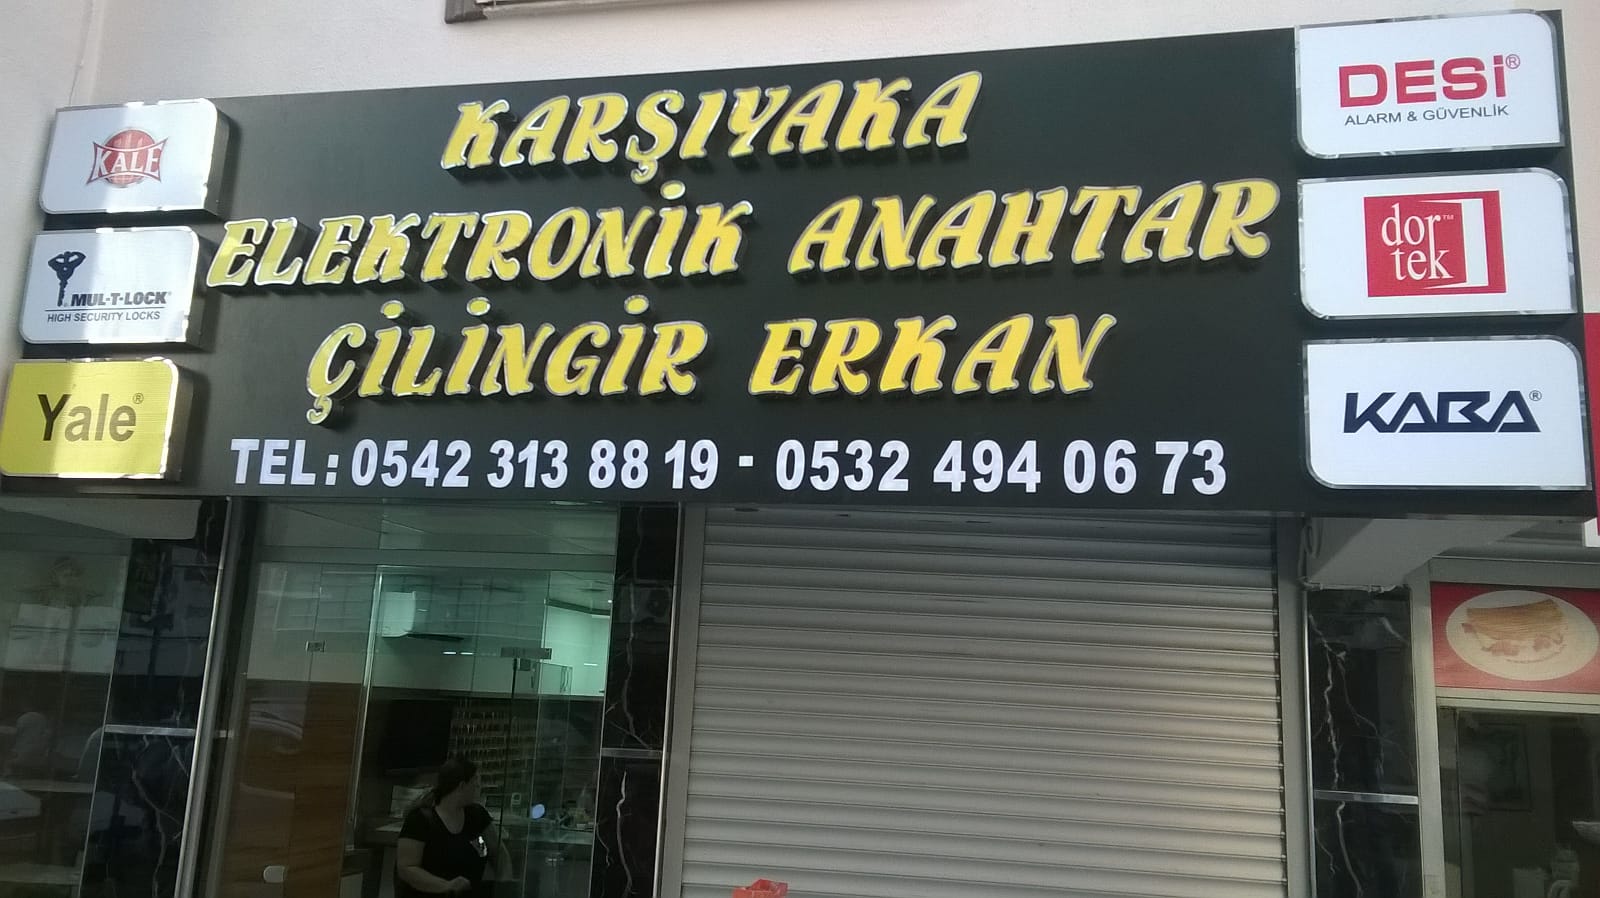 KARŞIYAKA
ELEKTRONİK ANAHTAR
ÇİLİNGİR ERKAN
TEL: 0542 313 88 19 - 0532 494 06 73
KALE
MUL-T-LOCK®
HIGH SECURITY LOCKS
Yale®
DESİ®
ALARM & GÜVENLİK
dor™
tek
KABA®